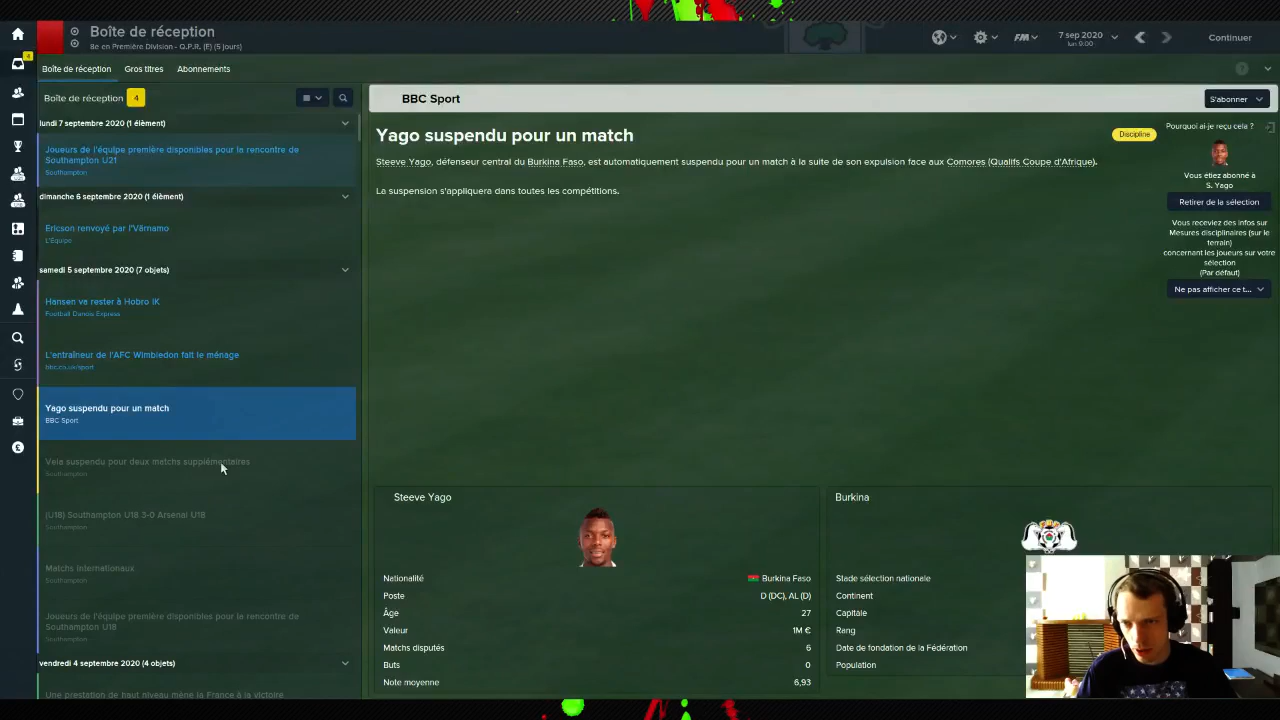 Boîte de réception
8e en Première Division - Q.P.R. (E) (5 jours)
FM
7 sep 2020
lun 9:00
Continuer
4
Boîte de réception
Gros titres
Abonnements
Boîte de réception 4
lundi 7 septembre 2020 (1 élément)
Joueurs de l'équipe première disponibles pour la rencontre de
Southampton U21
Southampton
dimanche 6 septembre 2020 (1 élément)
Ericson renvoyé par l'Värnamo
L'Équipe
samedi 5 septembre 2020 (7 objets)
Hansen va rester à Hobro IK
Football Danois Express
L'entraîneur de l'AFC Wimbledon fait le ménage
bbc.co.uk/sport
Yago suspendu pour un match
BBC Sport
Vela suspendu pour deux matchs supplémentaires
Southampton
(U18) Southampton U18 3-0 Arsenal U18
Southampton
Matchs internationaux
Southampton
Joueurs de l'équipe première disponibles pour la rencontre de
Southampton U18
Southampton
vendredi 4 septembre 2020 (4 objets)
Une prestation de haut niveau mène la France à la victoire
BBC Sport
S'abonner
Yago suspendu pour un match
Discipline
Steeve Yago, défenseur central du Burkina Faso, est automatiquement suspendu pour un match à la suite de son expulsion face aux Comores (Qualifs Coupe d'Afrique).
La suspension s'appliquera dans toutes les compétitions.
Pourquoi ai-je reçu cela ?
Vous étiez abonné à
S. Yago
Retirer de la sélection
Vous receviez des infos sur
Mesures disciplinaires (sur le
terrain)
concernant les joueurs sur votre
sélection
(Par défaut)
Ne pas afficher ce t...
Steeve Yago
Nationalité Burkina Faso
Poste D (DC), AL (D)
Âge 27
Valeur 1M €
Matchs disputés 6
Buts 0
Note moyenne 6,93
Burkina
Stade sélection nationale
Continent
Capitale
Rang
Date de fondation de la Fédération
Population